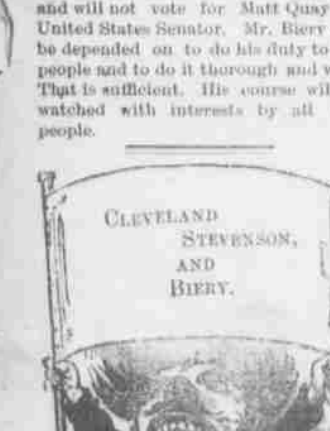 and will not vote for Matt Quay
United States Senator. Mr. Biery
be depended on to do his duty to
people and to do it thorough and
That is sufficient. His course wil
watched with interests by all
people.
CLEVELAND
STEVENSON,
AND
BIERY.